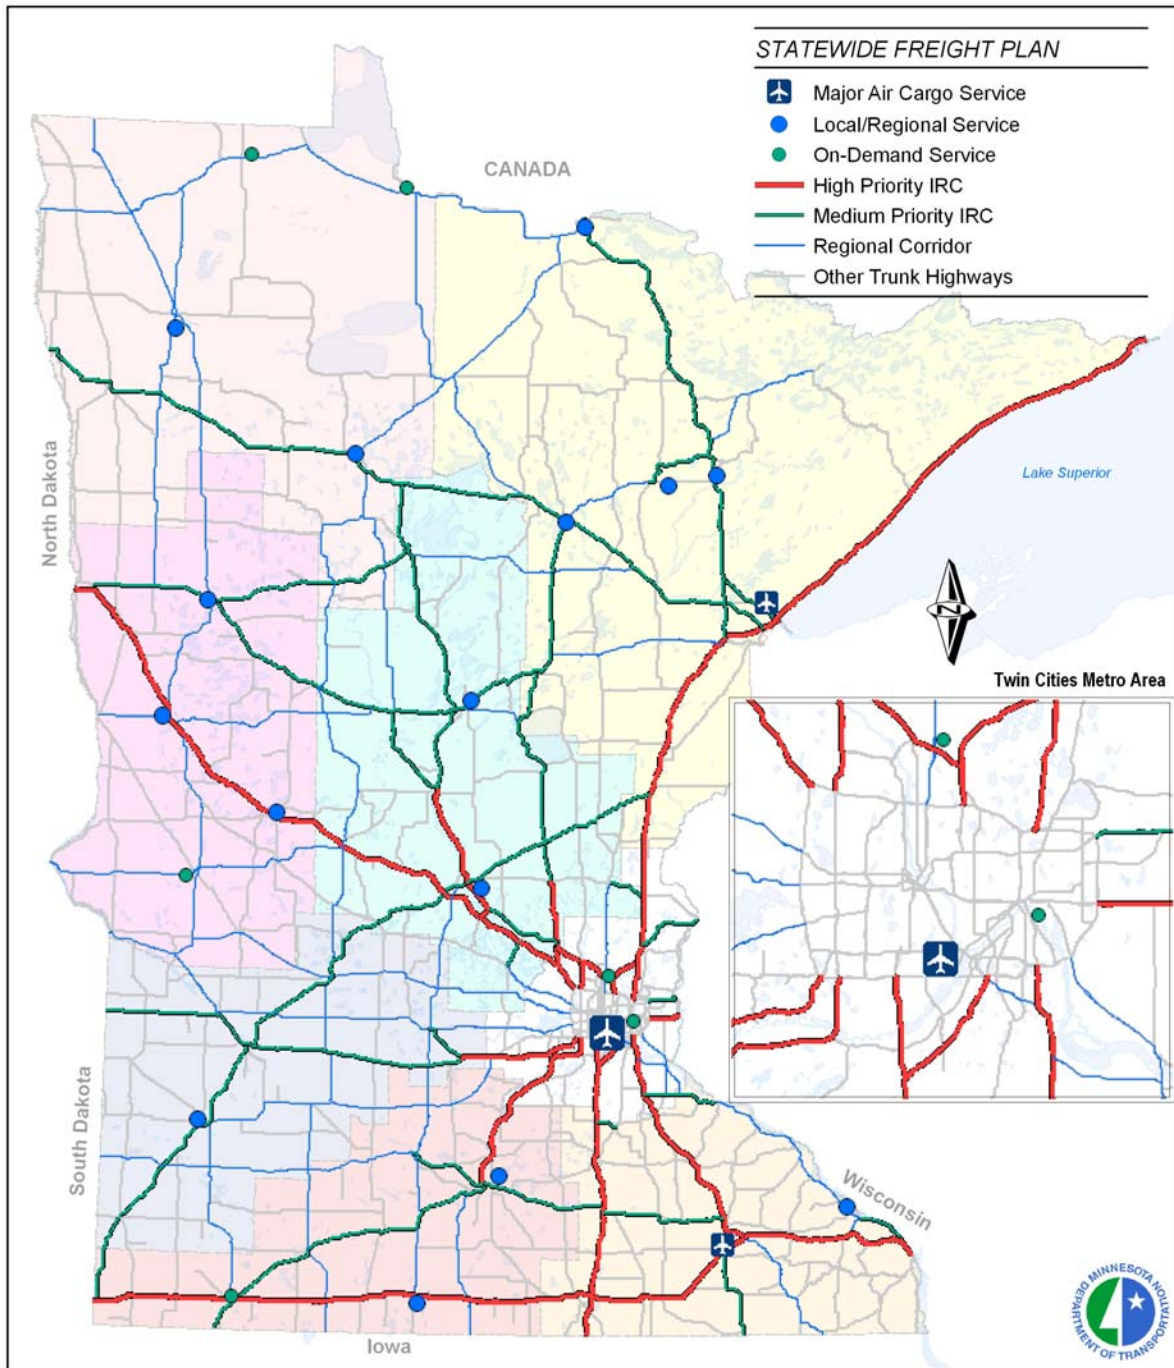 STATEWIDE FREIGHT PLAN
Major Air Cargo Service
Local/Regional Service
On-Demand Service
High Priority IRC
Medium Priority IRC
Regional Corridor
Other Trunk Highways
CANADA
North Dakota
Lake Superior
N
Twin Cities Metro Area
South Dakota
Wisconsin
Iowa
MINNESOTA
DEPARTMENT OF TRANSPORTATION